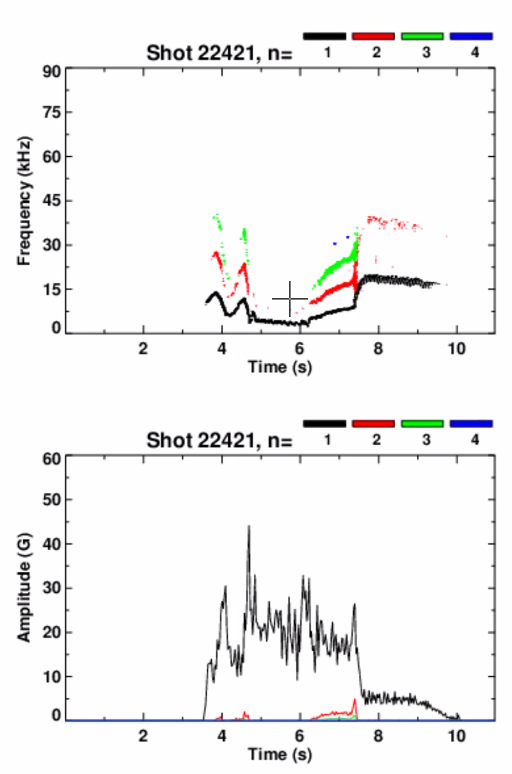 Shot 22421, n=
1 2 3 4
90
75
60
45
30
15
0
Frequency (kHz)
2 4 6 8 10
Time (s)
Shot 22421, n=
1 2 3 4
60
50
40
30
20
10
0
Amplitude (G)
2 4 6 8 10
Time (s)